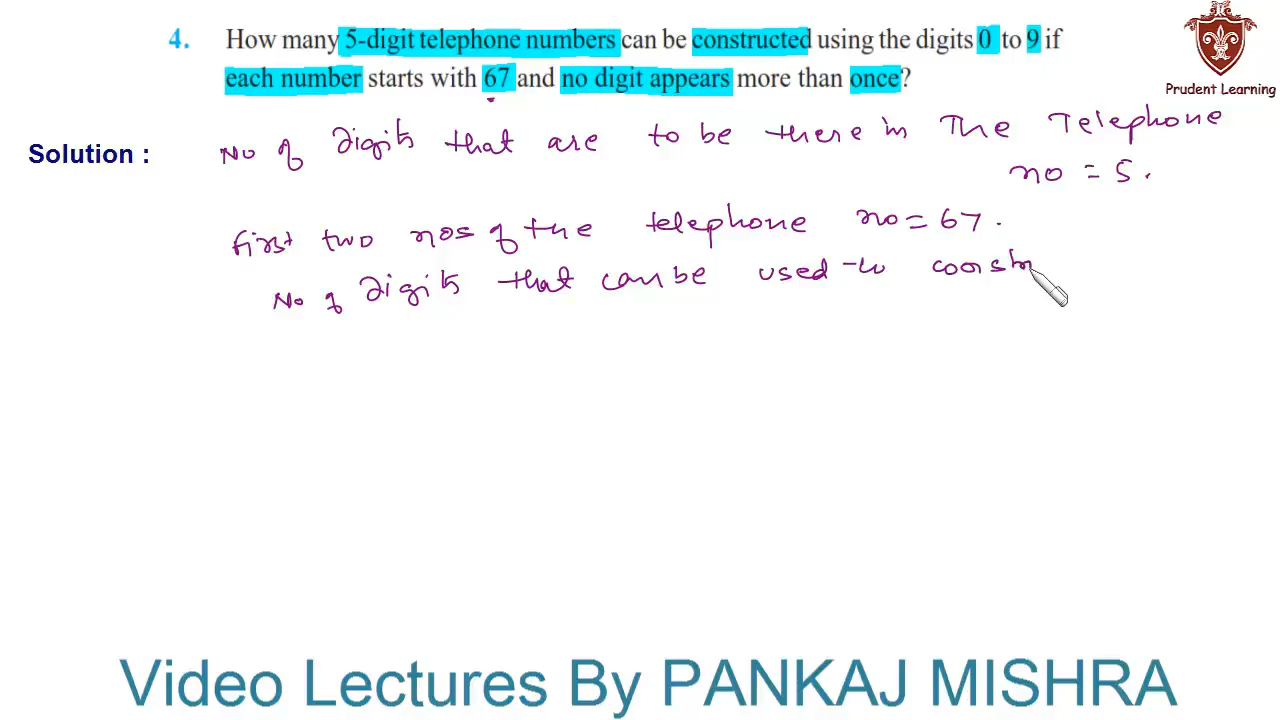 4. How many 5-digit telephone numbers can be constructed using the digits 0 to 9 if
each number starts with 67 and no digit appears more than once?
Prudent Learning
Solution :
No of digits that are to be there in The Telephone
no = 5.
First two nos of the telephone no = 67.
No of digits that can be used to constr
Video Lectures By PANKAJ MISHRA